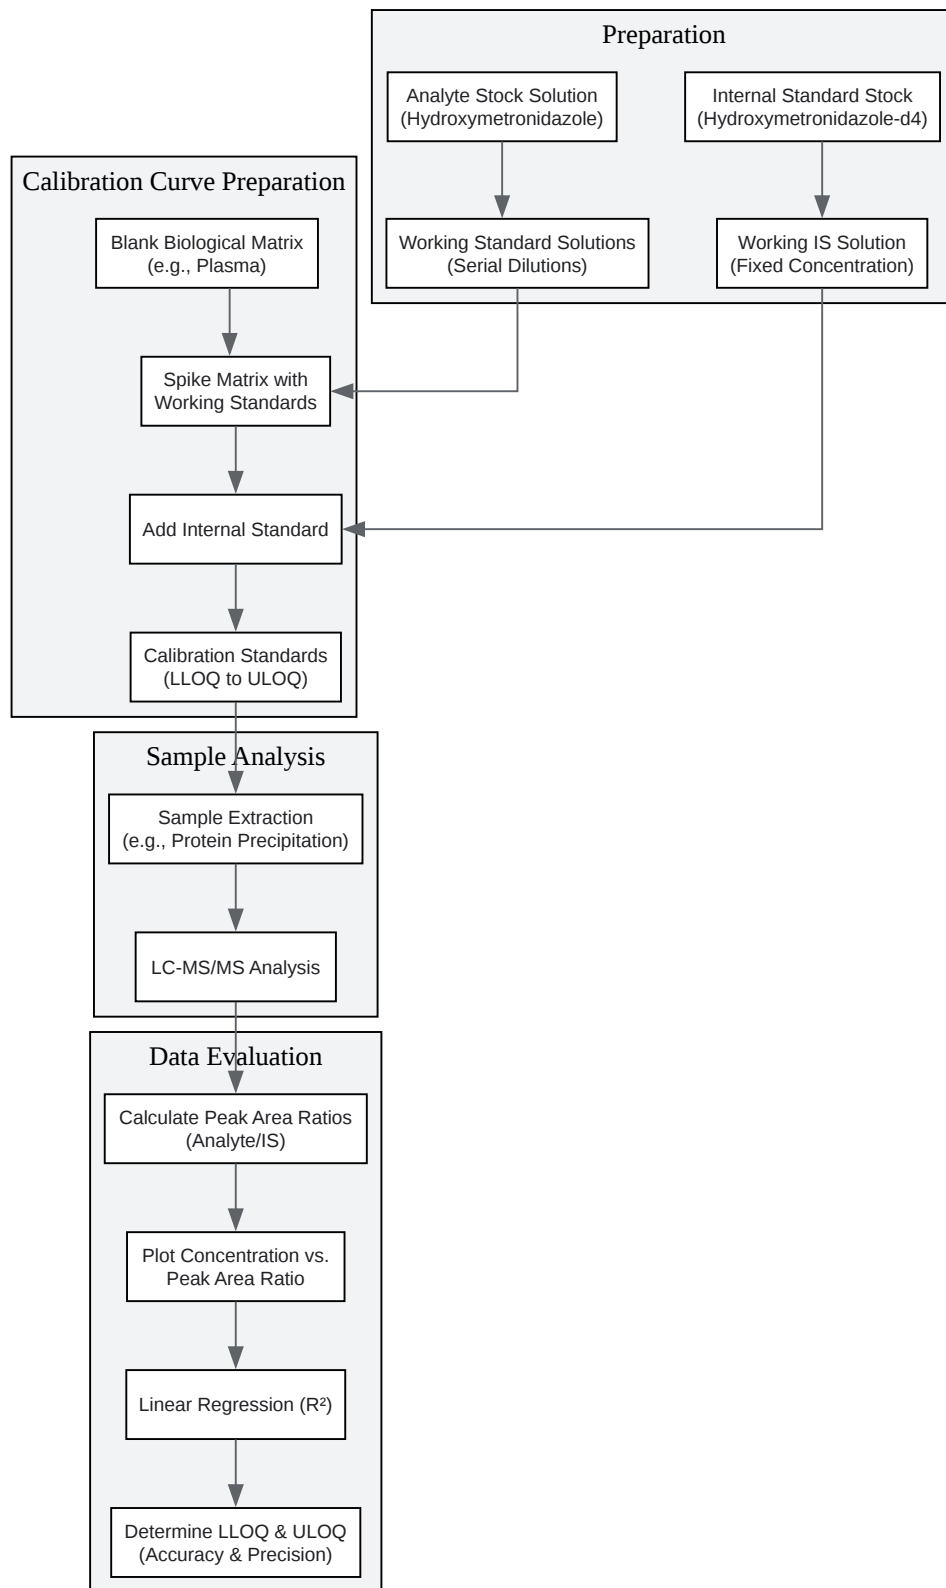 Preparation
Analyte Stock Solution
(Hydroxymetronidazole)
Internal Standard Stock
(Hydroxymetronidazole-d4)
Working Standard Solutions
(Serial Dilutions)
Working IS Solution
(Fixed Concentration)
Calibration Curve Preparation
Blank Biological Matrix
(e.g., Plasma)
Spike Matrix with
Working Standards
Add Internal Standard
Calibration Standards
(LLOQ to ULOQ)
Sample Analysis
Sample Extraction
(e.g., Protein Precipitation)
LC-MS/MS Analysis
Data Evaluation
Calculate Peak Area Ratios
(Analyte/IS)
Plot Concentration vs.
Peak Area Ratio
Linear Regression (R²)
Determine LLOQ & ULOQ
(Accuracy & Precision)